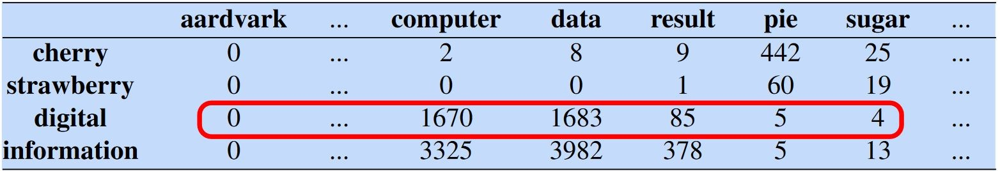 aardvark ... computer data result pie sugar ...
cherry 0 ... 2 8 9 442 25 ...
strawberry 0 ... 0 0 1 60 19 ...
digital 0 ... 1670 1683 85 5 4 ...
information 0 ... 3325 3982 378 5 13 ...